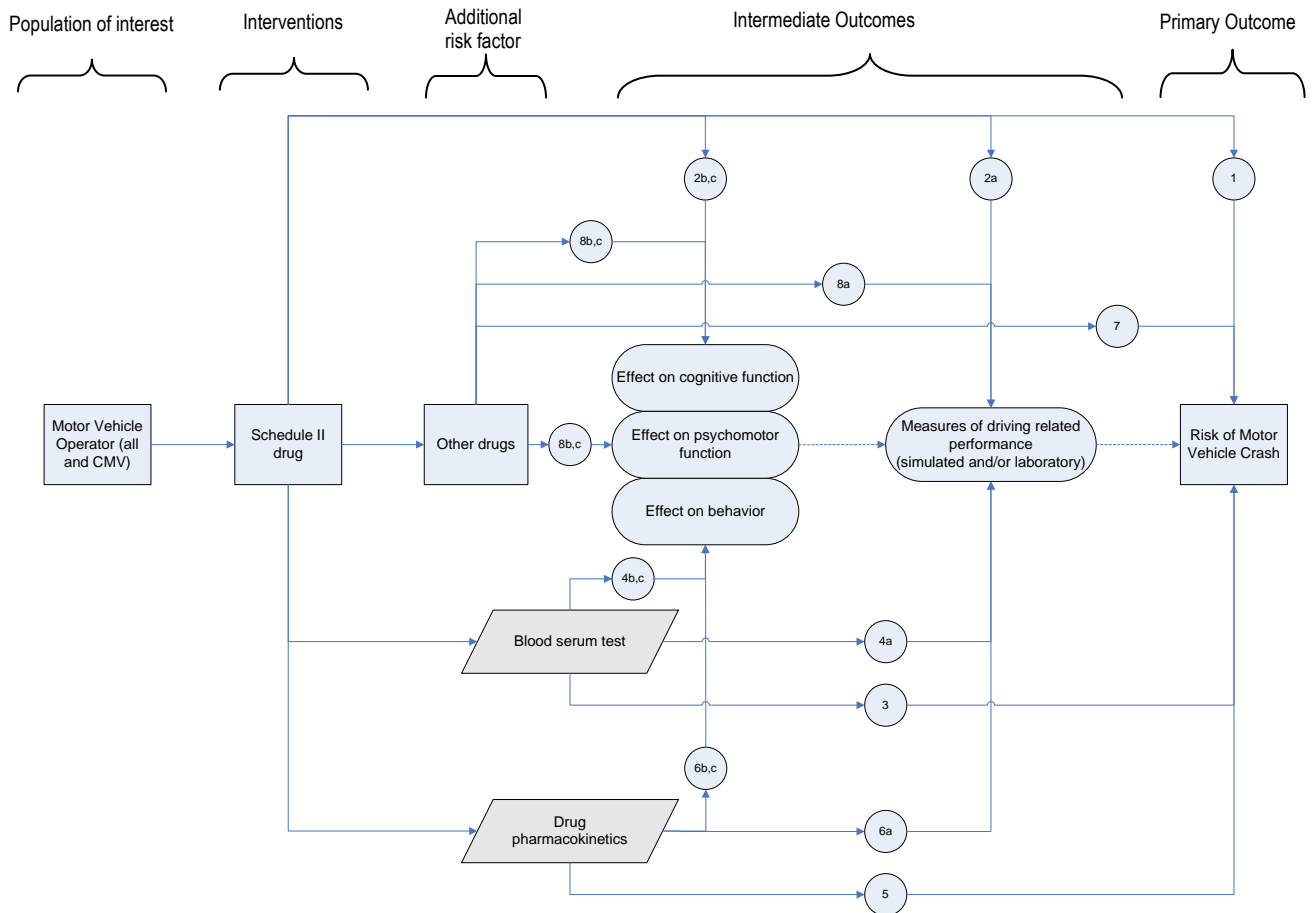 Population of interest
Interventions
Additional
risk factor
Intermediate Outcomes
Primary Outcome
2b,c
2a
1
8b,c
8a
7
Effect on cognitive function
Motor Vehicle
Operator (all
and CMV)
Schedule II
drug
Other drugs
8b,c
Effect on psychomotor
function
Measures of driving related
performance
(simulated and/or laboratory)
Risk of Motor
Vehicle Crash
Effect on behavior
4b,c
Blood serum test
4a
3
6b,c
Drug
pharmacokinetics
6a
5